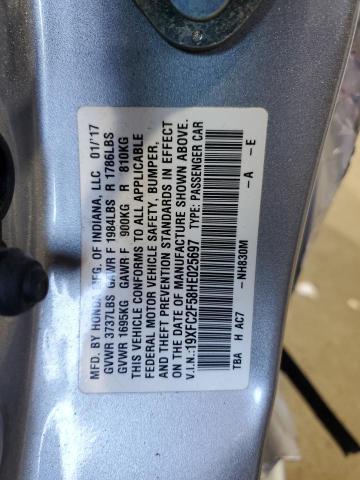 MFD. BY HONDA MFG. OF INDIANA, LLC 01/17
GVWR 3737LBS GAWR F 1984LBS R 1786LBS
GVWR 1695KG GAWR F 900KG R 810KG
THIS VEHICLE CONFORMS TO ALL APPLICABLE
FEDERAL MOTOR VEHICLE SAFETY, BUMPER,
AND THEFT PREVENTION STANDARDS IN EFFECT
ON THE DATE OF MANUFACTURE SHOWN ABOVE.
V.I.N.:19XFC2F58HE025697 TYPE: PASSENGER CAR
TBA H AC7 -NH830M -A -E